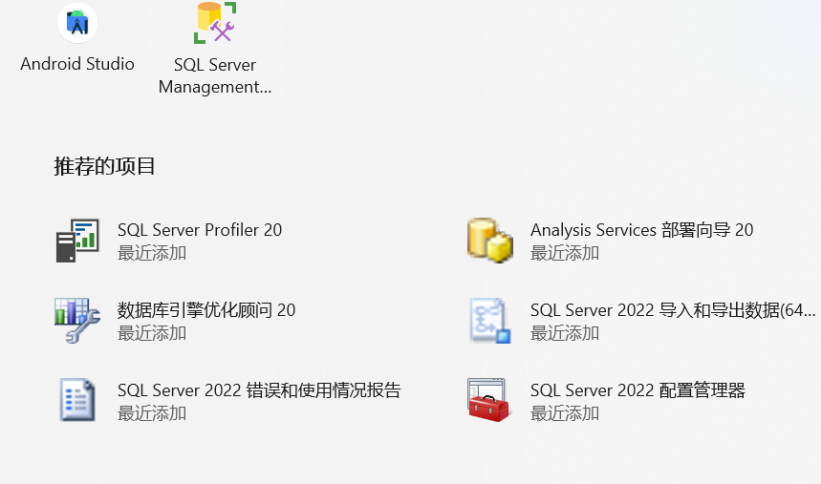 Android Studio
SQL Server
Management...
推荐的项目
SQL Server Profiler 20
最近添加
Analysis Services 部署向导 20
最近添加
数据库引擎优化顾问 20
最近添加
SQL Server 2022 导入和导出数据(64...
最近添加
SQL Server 2022 错误和使用情况报告
最近添加
SQL Server 2022 配置管理器
最近添加